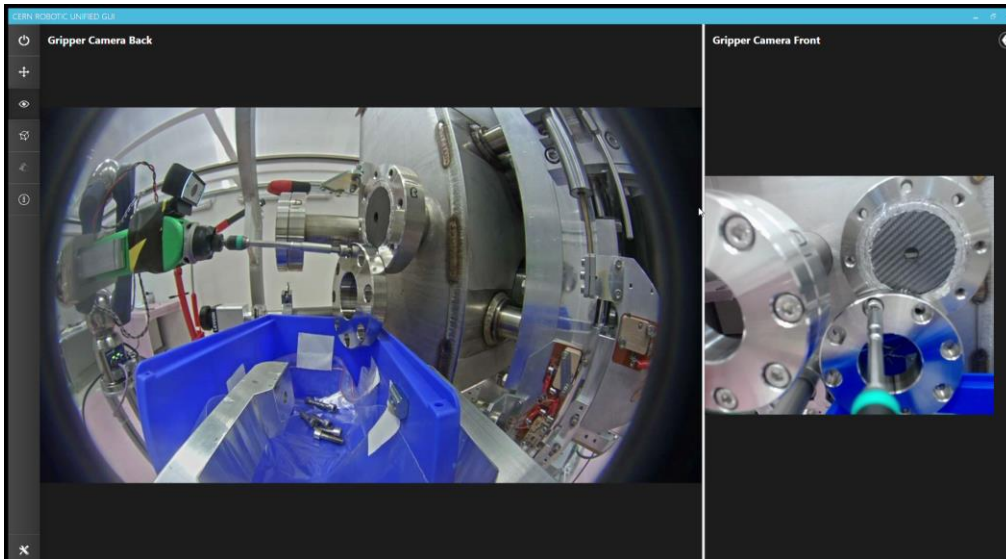 CERN ROBOTIC UNIFIED GUI
Gripper Camera Back
Gripper Camera Front